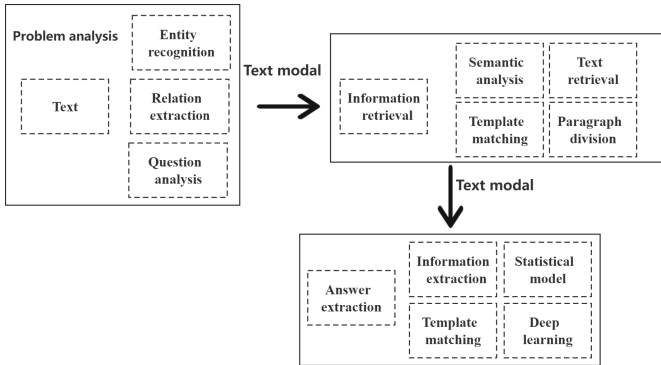 Problem analysis
Text
Entity
recognition
Relation
extraction
Question
analysis
Text modal
Information
retrieval
Semantic
analysis
Text
retrieval
Template
matching
Paragraph
division
Text modal
Answer
extraction
Information
extraction
Statistical
model
Template
matching
Deep
learning